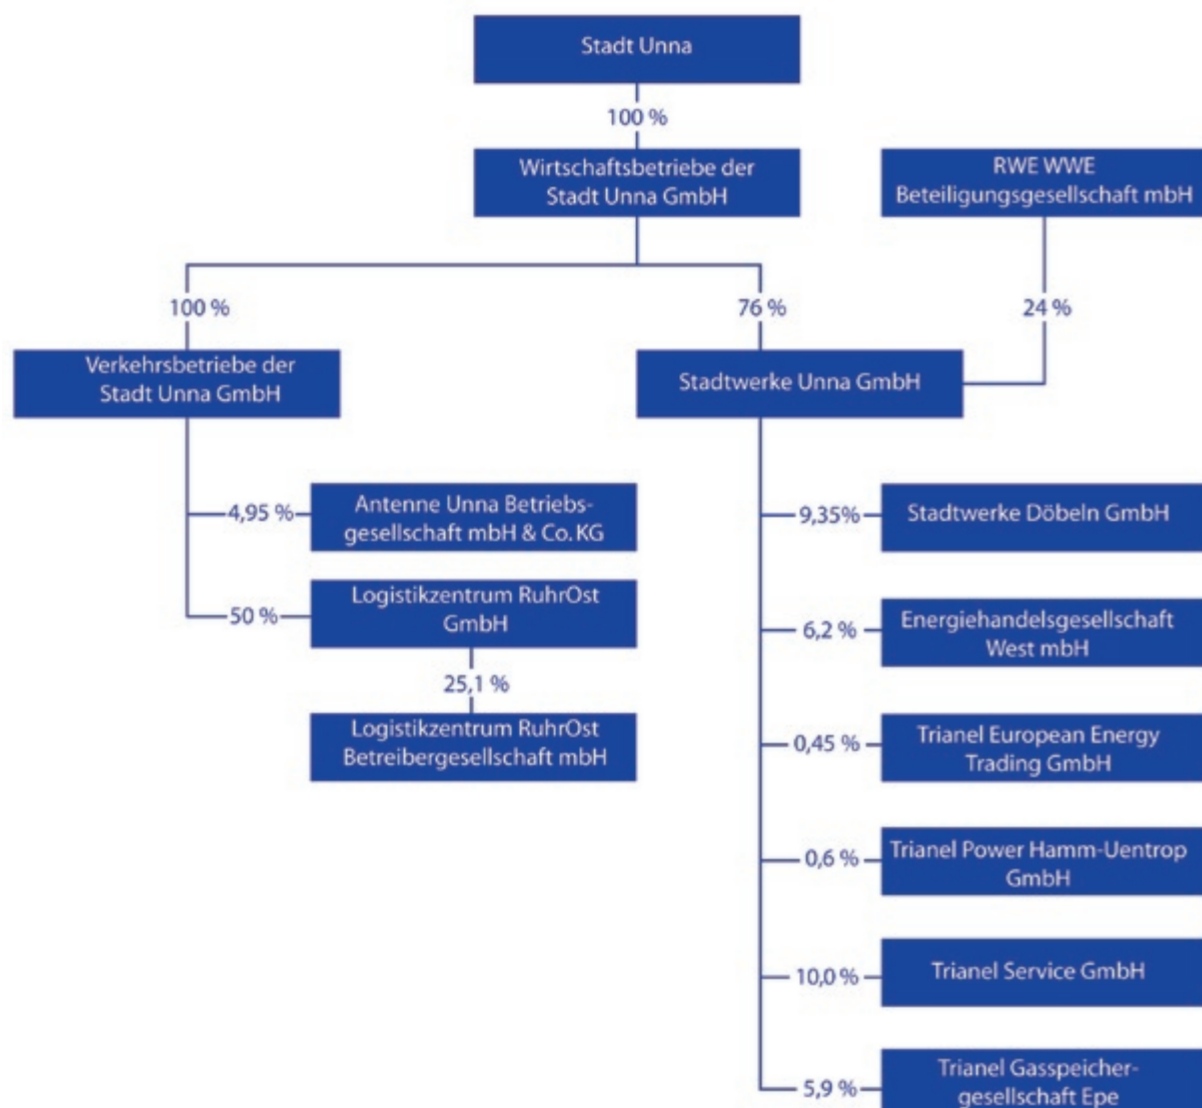 Stadt Unna
100 %
Wirtschaftsbetriebe der
Stadt Unna GmbH
RWE WWE
Beteiligungsgesellschaft mbH
100 %
76 %
24 %
Verkehrsbetriebe der
Stadt Unna GmbH
Stadtwerke Unna GmbH
4,95 %
Antenne Unna Betriebs-
gesellschaft mbH & Co. KG
50 %
Logistikzentrum RuhrOst
GmbH
25,1 %
Logistikzentrum RuhrOst
Betreibergesellschaft mbH
9,35%
Stadtwerke Döbeln GmbH
6,2 %
Energiehandelsgesellschaft
West mbH
0,45 %
Trianel European Energy
Trading GmbH
0,6 %
Trianel Power Hamm-Uentrop
GmbH
10,0 %
Trianel Service GmbH
5,9 %
Trianel Gasspeicher-
gesellschaft Epe